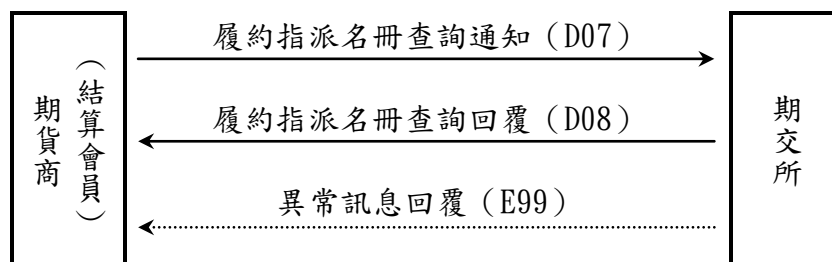 履約指派名冊查詢通知（D07）
期貨商
（結算會員）
履約指派名冊查詢回覆（D08）
期交所
異常訊息回覆（E99）